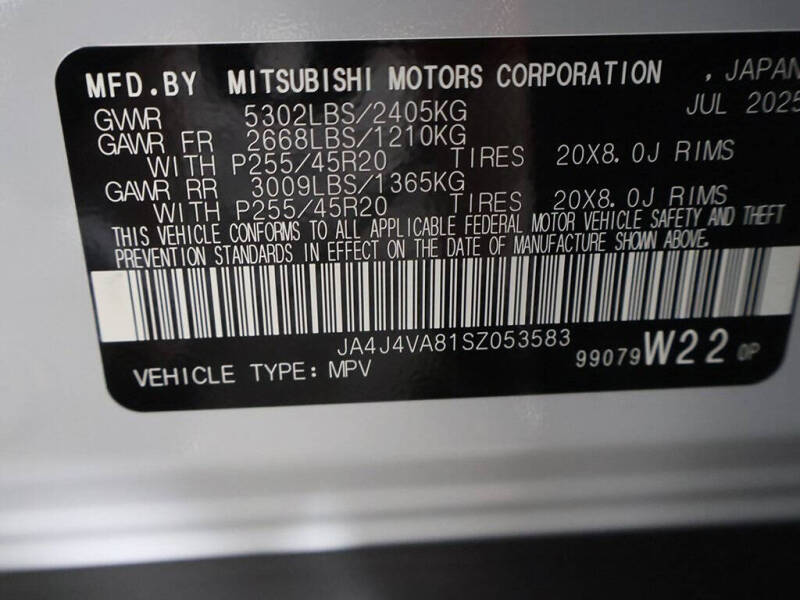 MFD.BY MITSUBISHI MOTORS CORPORATION , JAPAN
GVWR 5302LBS/2405KG JUL 2025
GAWR FR 2668LBS/1210KG
WITH P255/45R20 TIRES 20X8.0J RIMS
GAWR RR 3009LBS/1365KG
WITH P255/45R20 TIRES 20X8.0J RIMS
THIS VEHICLE CONFORMS TO ALL APPLICABLE FEDERAL MOTOR VEHICLE SAFETY AND THEFT
PREVENTION STANDARDS IN EFFECT ON THE DATE OF MANUFACTURE SHOWN ABOVE.
JA4J4VA81SZ053583
VEHICLE TYPE: MPV 99079 W22 0P